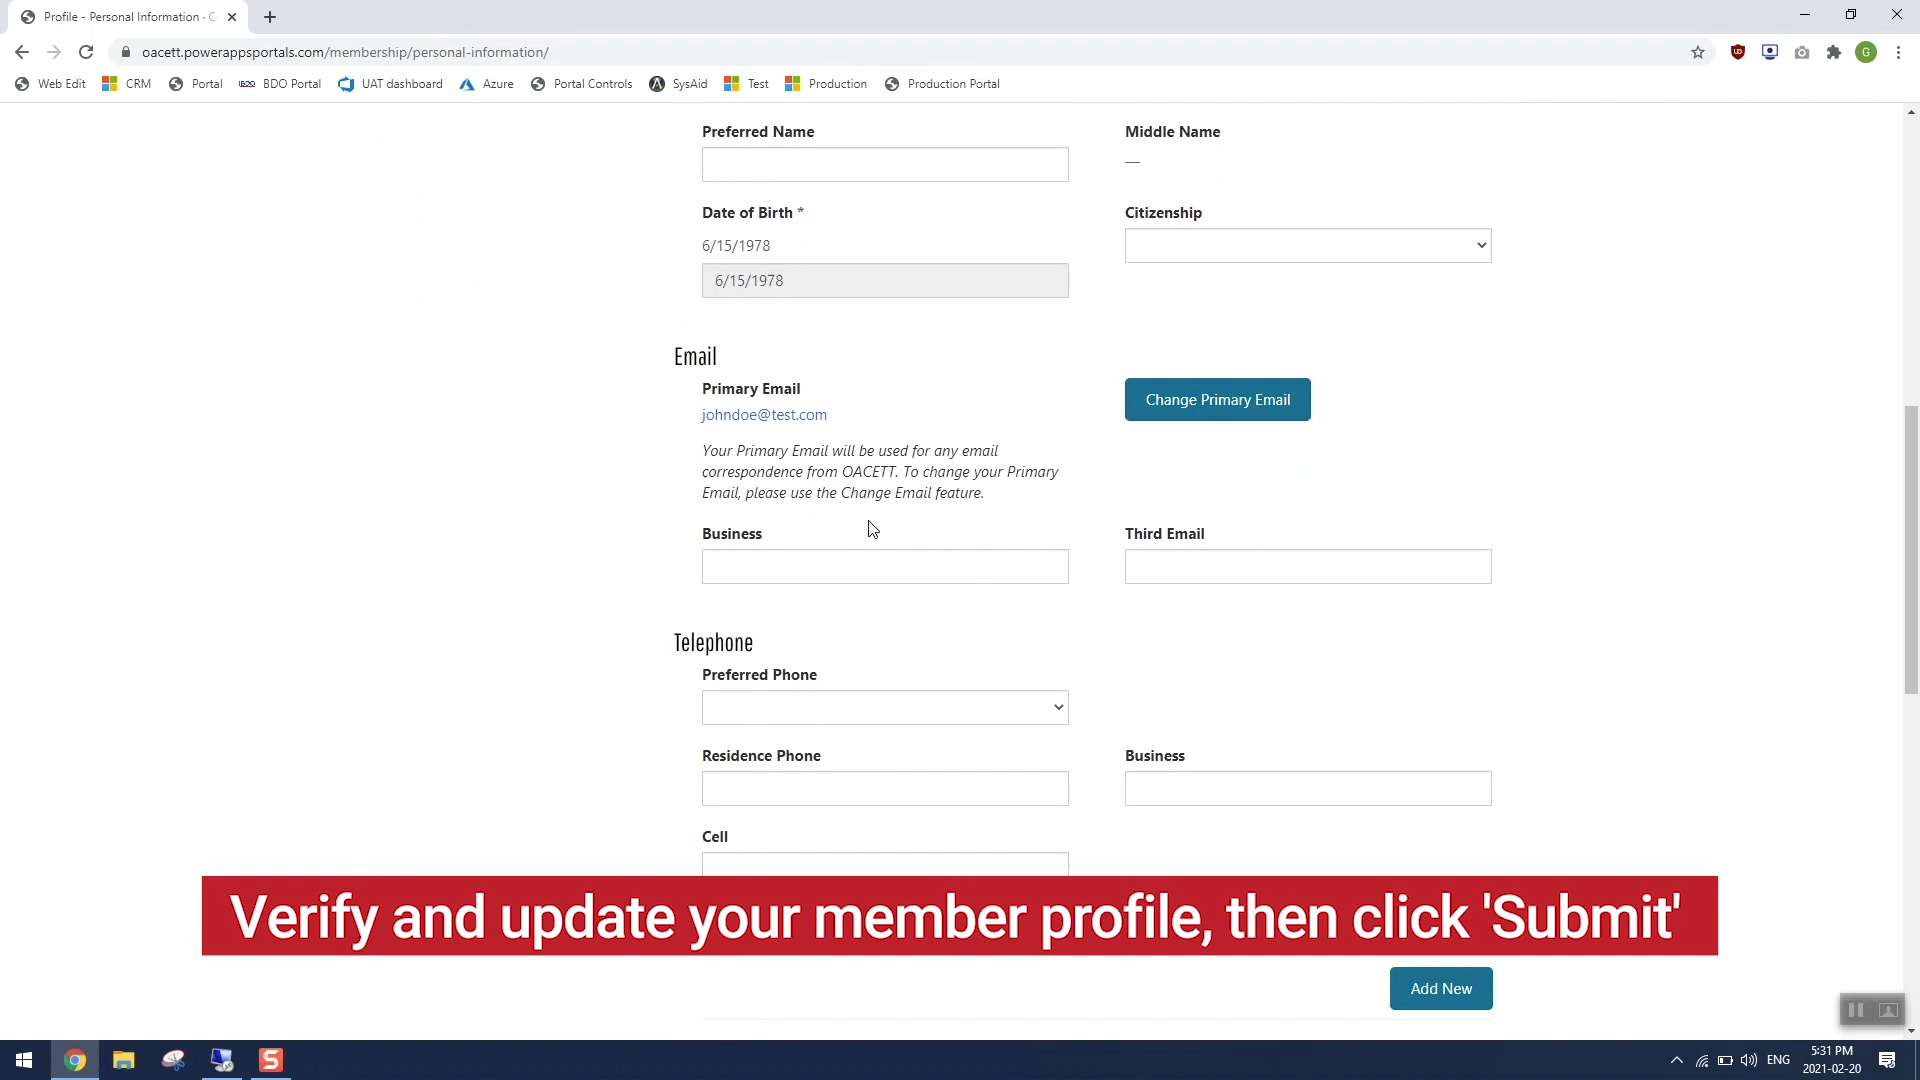 Profile - Personal Information · C
oacett.powerappsportals.com/membership/personal-information/
G
Web Edit CRM Portal BDO BDO Portal UAT dashboard Azure Portal Controls SysAid Test Production Production Portal
Preferred Name Middle Name
—
Date of Birth * Citizenship
6/15/1978
6/15/1978
Email
Primary Email
johndoe@test.com
Change Primary Email
Your Primary Email will be used for any email
correspondence from OACETT. To change your Primary
Email, please use the Change Email feature.
Business Third Email
Telephone
Preferred Phone
Residence Phone Business
Cell
Verify and update your member profile, then click 'Submit'
Add New
S
ENG
5:31 PM
2021-02-20